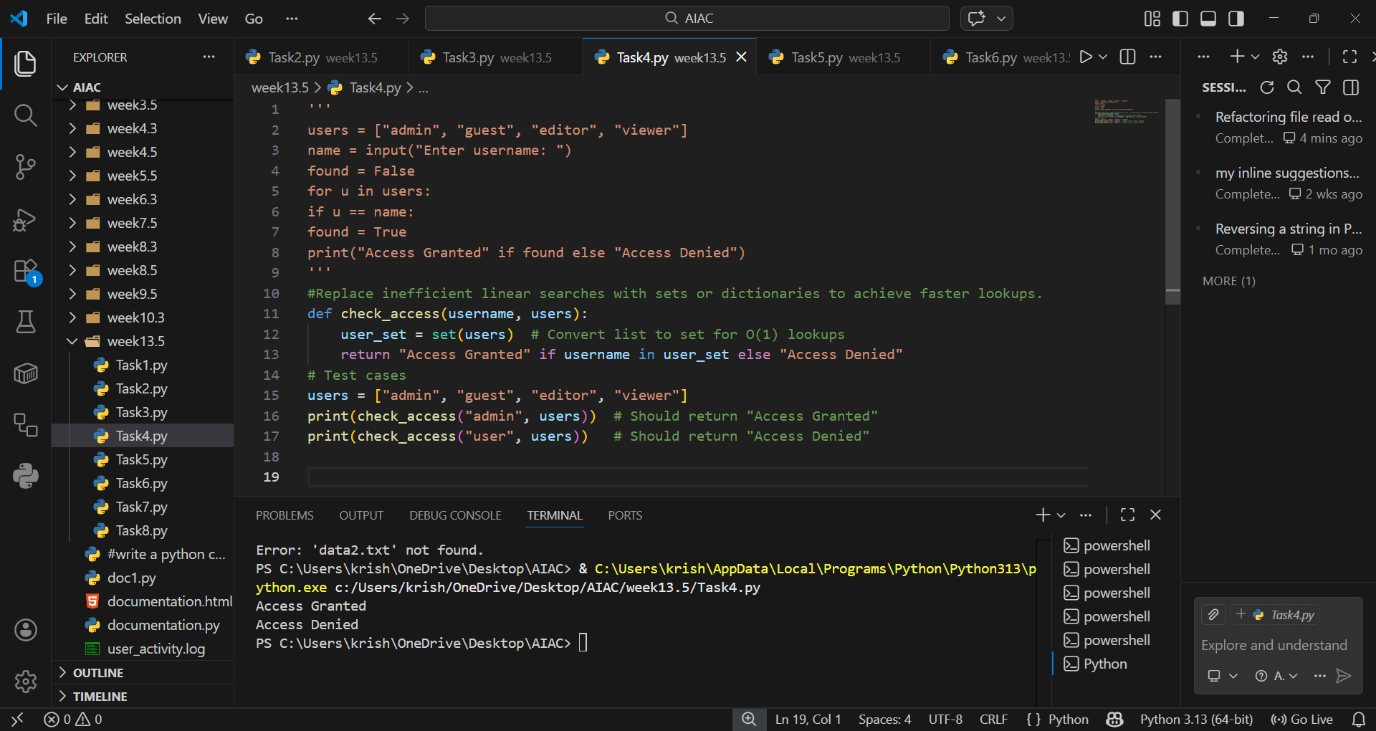 File Edit Selection View Go ··· AIAC
EXPLORER ···
AIAC
week3.5
week4.3
week4.5
week5.5
week6.3
week7.5
week8.3
week8.5
week9.5
week10.3
week13.5
Task1.py
Task2.py
Task3.py
Task4.py
Task5.py
Task6.py
Task7.py
Task8.py
#write a python c...
doc1.py
documentation.html
documentation.py
user_activity.log
OUTLINE
TIMELINE
1
Task2.py week13.5 Task3.py week13.5 Task4.py week13.5 Task5.py week13.5 Task6.py week13.5
week13.5 > Task4.py > ...
1 '''
2 users = ["admin", "guest", "editor", "viewer"]
3 name = input("Enter username: ")
4 found = False
5 for u in users:
6 if u == name:
7 found = True
8 print("Access Granted" if found else "Access Denied")
9 '''
10 #Replace inefficient linear searches with sets or dictionaries to achieve faster lookups.
11 def check_access(username, users):
12     user_set = set(users)  # Convert list to set for O(1) lookups
13     return "Access Granted" if username in user_set else "Access Denied"
14 # Test cases
15 users = ["admin", "guest", "editor", "viewer"]
16 print(check_access("admin", users))  # Should return "Access Granted"
17 print(check_access("user", users))   # Should return "Access Denied"
18
19
PROBLEMS OUTPUT DEBUG CONSOLE TERMINAL PORTS
Error: 'data2.txt' not found.
PS C:\Users\krish\OneDrive\Desktop\AIAC> & C:\Users\krish\AppData\Local\Programs\Python\Python313\p
ython.exe c:/Users/krish/OneDrive/Desktop/AIAC/week13.5/Task4.py
Access Granted
Access Denied
PS C:\Users\krish\OneDrive\Desktop\AIAC>
powershell
powershell
powershell
powershell
powershell
Python
SESSI...
Refactoring file read o...
Complet... 4 mins ago
my inline suggestions...
Complete... 2 wks ago
Reversing a string in P...
Complete... 1 mo ago
MORE (1)
Task4.py
Explore and understand
A.
0 0 Ln 19, Col 1 Spaces: 4 UTF-8 CRLF { } Python Python 3.13 (64-bit) Go Live